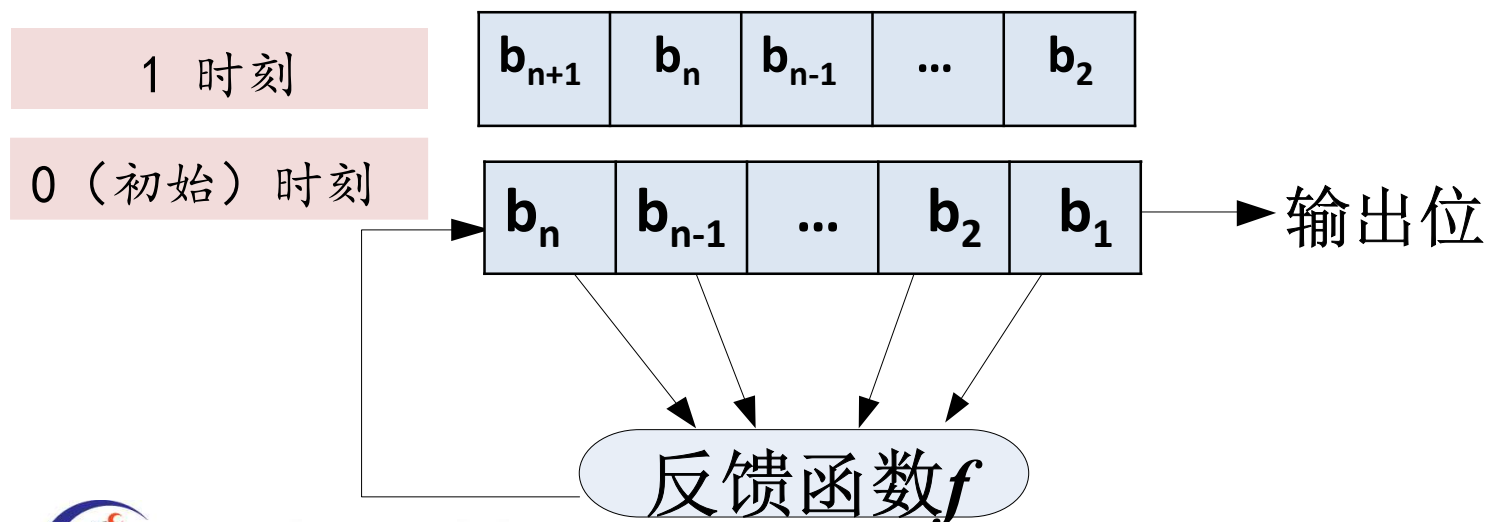 1 时刻
b_{n+1} b_n b_{n-1} … b_2
0（初始）时刻
b_n b_{n-1} … b_2 b_1
输出位
反馈函数f